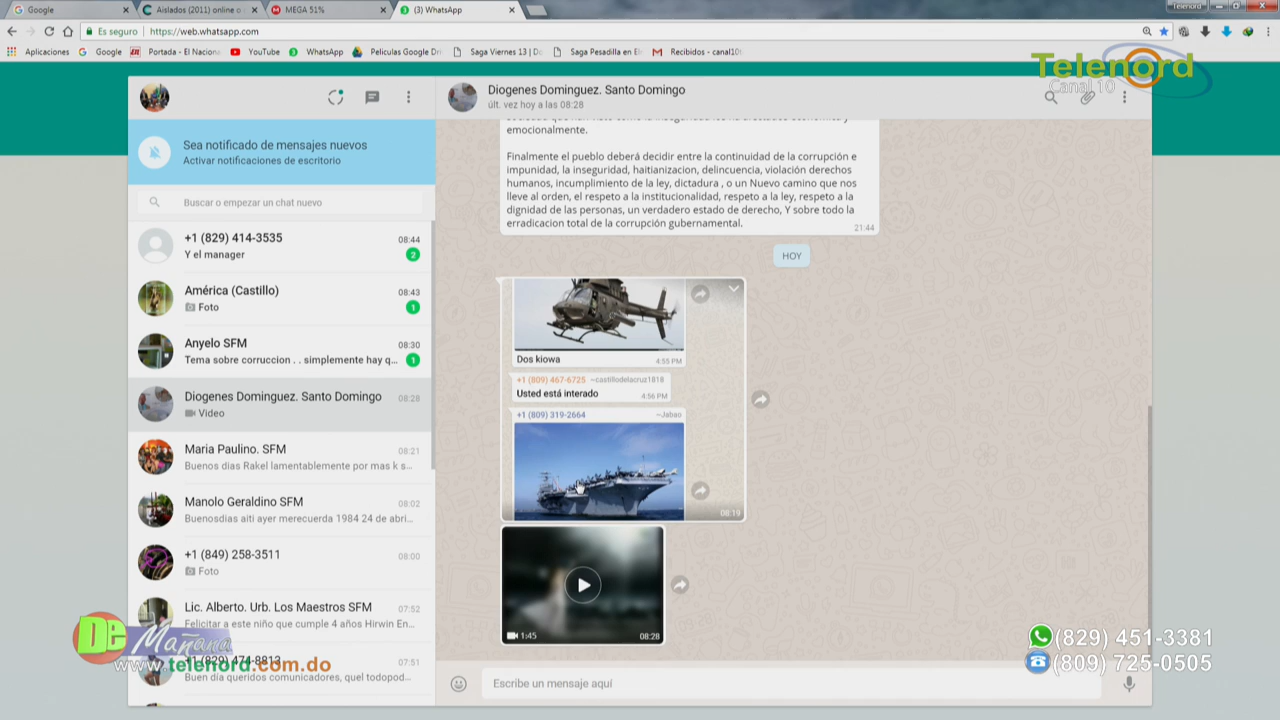 Google
Aislados (2011) online o
MEGA 51%
(3) WhatsApp
Telenord
Es seguro
https://web.whatsapp.com
Aplicaciones
Google
Portada - El Nacion
YouTube
WhatsApp
Peliculas Google Dri
Saga Viernes 13 | Do
Saga Pesadilla en El
Recibidos - canal10
Telenord
Canal 10
Diogenes Dominguez. Santo Domingo
últ. vez hoy a las 08:28
Sea notificado de mensajes nuevos
Activar notificaciones de escritorio
Buscar o empezar un chat nuevo
+1 (829) 414-3535
08:44
Y el manager
2
América (Castillo)
08:43
Foto
1
Anyelo SFM
08:30
Tema sobre corruccion . . simplemente hay q...
1
Diogenes Dominguez. Santo Domingo
08:28
Video
Maria Paulino. SFM
08:21
Buenos dias Rakel lamentablemente por mas k s...
Manolo Geraldino SFM
08:02
Buenosdias aiti ayer merecuerda 1984 24 de abri...
+1 (849) 258-3511
08:00
Foto
Lic. Alberto. Urb. Los Maestros SFM
07:52
Felicitar a este niño que cumple 4 años Hirwin En...
+1 (829) 474-8813
07:51
Buen día queridos comunicadores, quel todopod...
emocionalmente.
Finalmente el pueblo deberá decidir entre la continuidad de la corrupción e
impunidad, la inseguridad, haitianizacion, delincuencia, violación derechos
humanos, incumplimiento de la ley, dictadura , o un Nuevo camino que nos
lleve al orden, el respeto a la institucionalidad, respeto a la ley, respeto a la
dignidad de las personas, un verdadero estado de derecho, Y sobre todo la
erradicacion total de la corrupción gubernamental.
21:44
HOY
Dos kiowa
4:55 PM
+1 (809) 467-6725
~castillodelacruz1818
Usted está interado
4:56 PM
+1 (809) 319-2664
~Jabao
08:19
1:45
08:28
Escribe un mensaje aquí
De Mañana
www.telenord.com.do
(829) 451-3381
(809) 725-0505